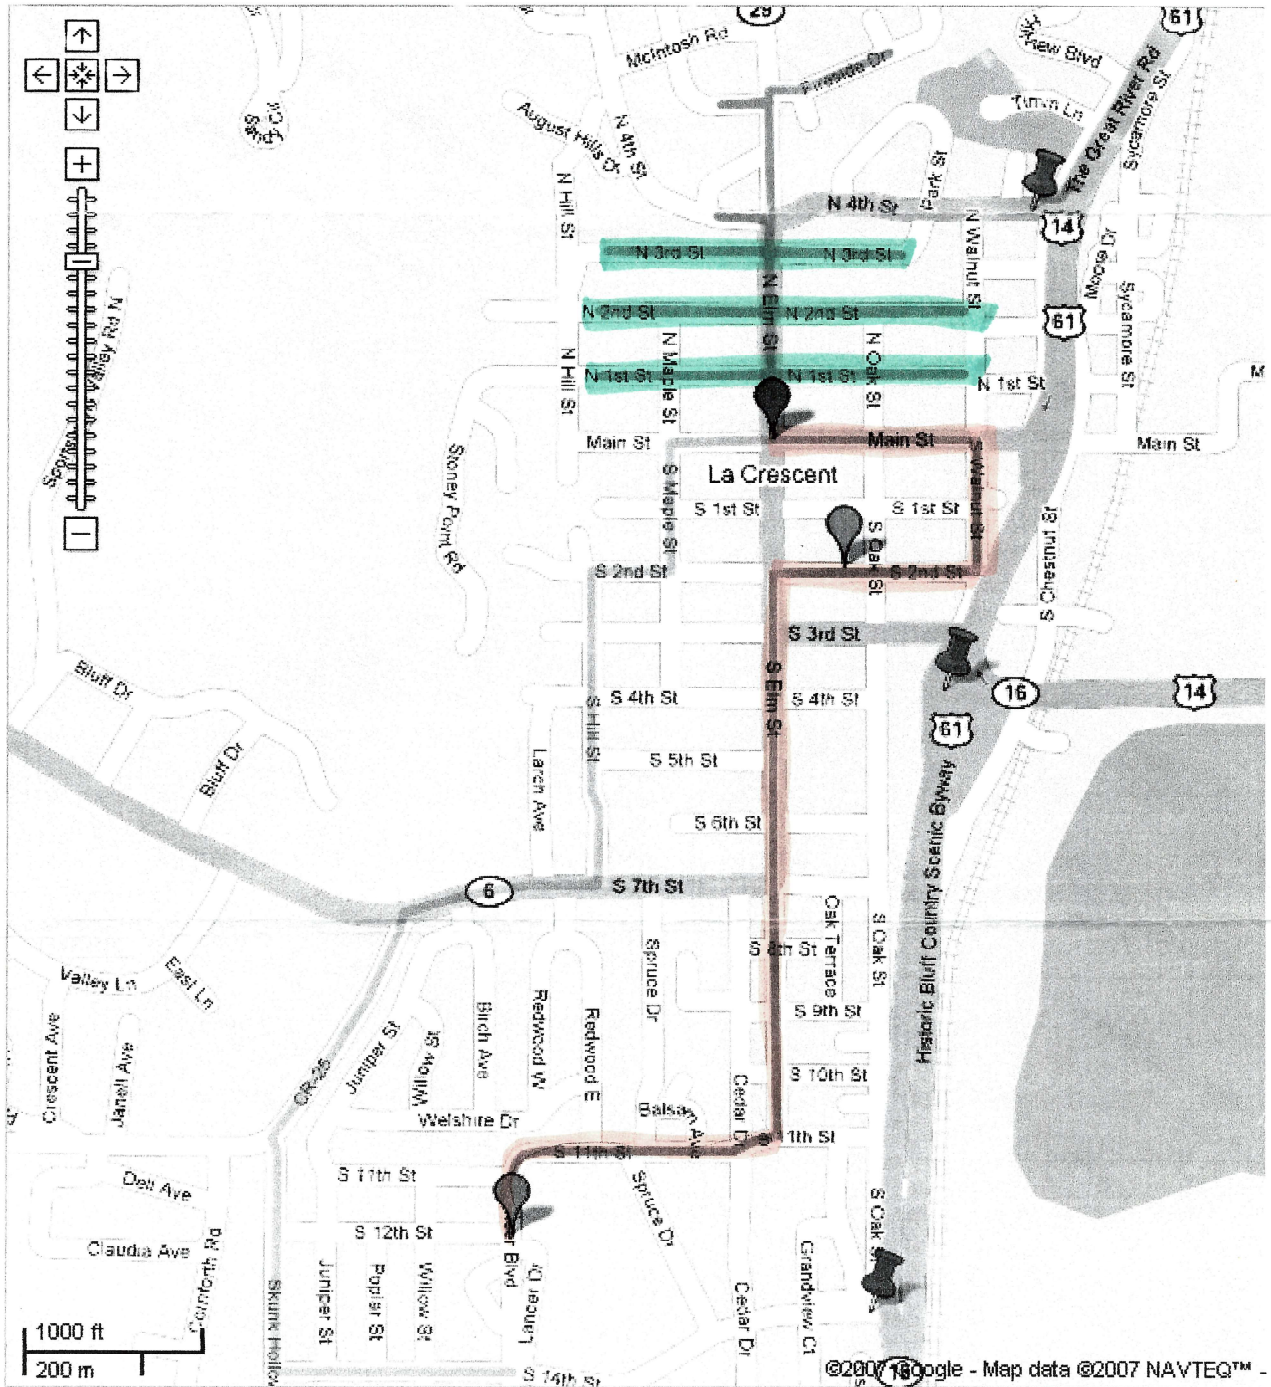 29
61
McIntosh Rd
View Blvd
Fireside Dr
Timm Ln
The Great River Rd
Sycamore St
August Hills Dr
N 4th St
Park St
N Hill St
N 4th St
14
N Walnut St
Moore Dr
N 3rd St
N 3rd St
N Elm St
Sycamore St
61
Valley Rd N
N 2nd St
N 2nd St
N Hill St
N Maple St
N Oak St
N 1st St
N 1st St
N 1st St
Main St
Main St
Main St
Stoney Point Rd
La Crescent
S Maple St
S Walnut St
S 1st St
S 1st St
S Oak St
S Chestnut St
S 2nd St
S 2nd St
S 3rd St
Bluff Dr
S Elm St
16
14
S 4th St
S 4th St
S Hill St
61
Bluff Dr
Larch Ave
S 5th St
Historic Bluff Country Scenic Byway
S 6th St
6
S 7th St
Oak Terrace
S Oak St
S 8th St
Valley Ln
East Ln
Spruce Dr
Birch Ave
Redwood W
Redwood E
S 9th St
Crescent Ave
Janell Ave
CR-25
Juniper St
Willow St
S 10th St
Cedar Dr
Welshire Dr
Balsam Ave
1th St
S 11th St
S 11th St
Dell Ave
Spruce Dr
S Oak St
S 12th St
Claudia Ave
Cornforth Rd
er Blvd
Skunk Hollow
Juniper St
Poplar St
Willow St
Lancer Ct
Cedar Dr
Grandview Ct
1000 ft
200 m
S 14th St
16
©2007 Google - Map data ©2007 NAVTEQ™ -